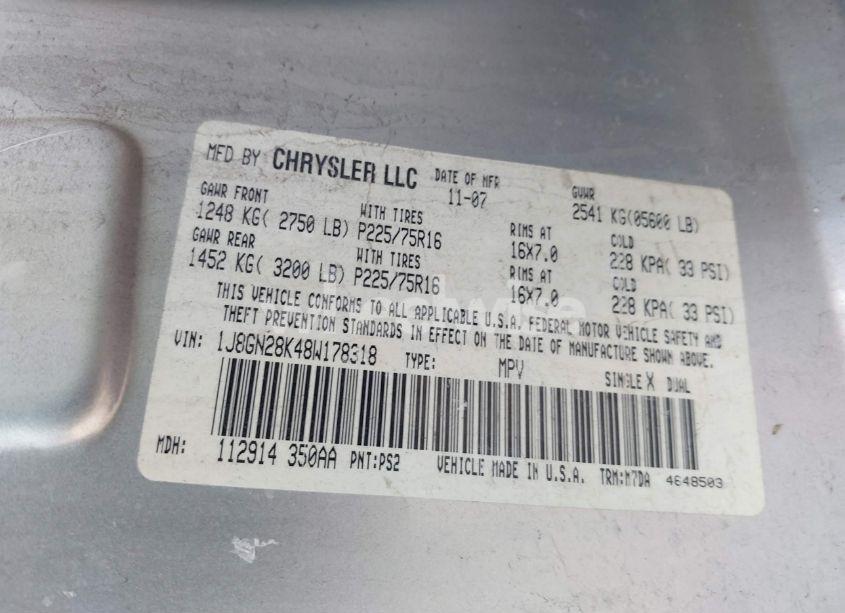 MFD BY CHRYSLER LLC DATE OF MFR 11-07 GVWR 2541 KG(05600 LB)
GAWR FRONT WITH TIRES RIMS AT COLD
1248 KG( 2750 LB) P225/75R16 16X7.0 228 KPA( 33 PSI)
GAWR REAR WITH TIRES RIMS AT COLD
1452 KG( 3200 LB) P225/75R16 16X7.0 228 KPA( 33 PSI)
THIS VEHICLE CONFORMS TO ALL APPLICABLE U.S.A. FEDERAL MOTOR VEHICLE SAFETY AND
THEFT PREVENTION STANDARDS IN EFFECT ON THE DATE OF MANUFACTURE SHOWN ABOVE.
VIN: 1J8GN28K48W178318 TYPE: MPV SINGLE X DUAL
MDH: 112914 350AA PNT:PS2 VEHICLE MADE IN U.S.A. TRM:M7DA 4648503